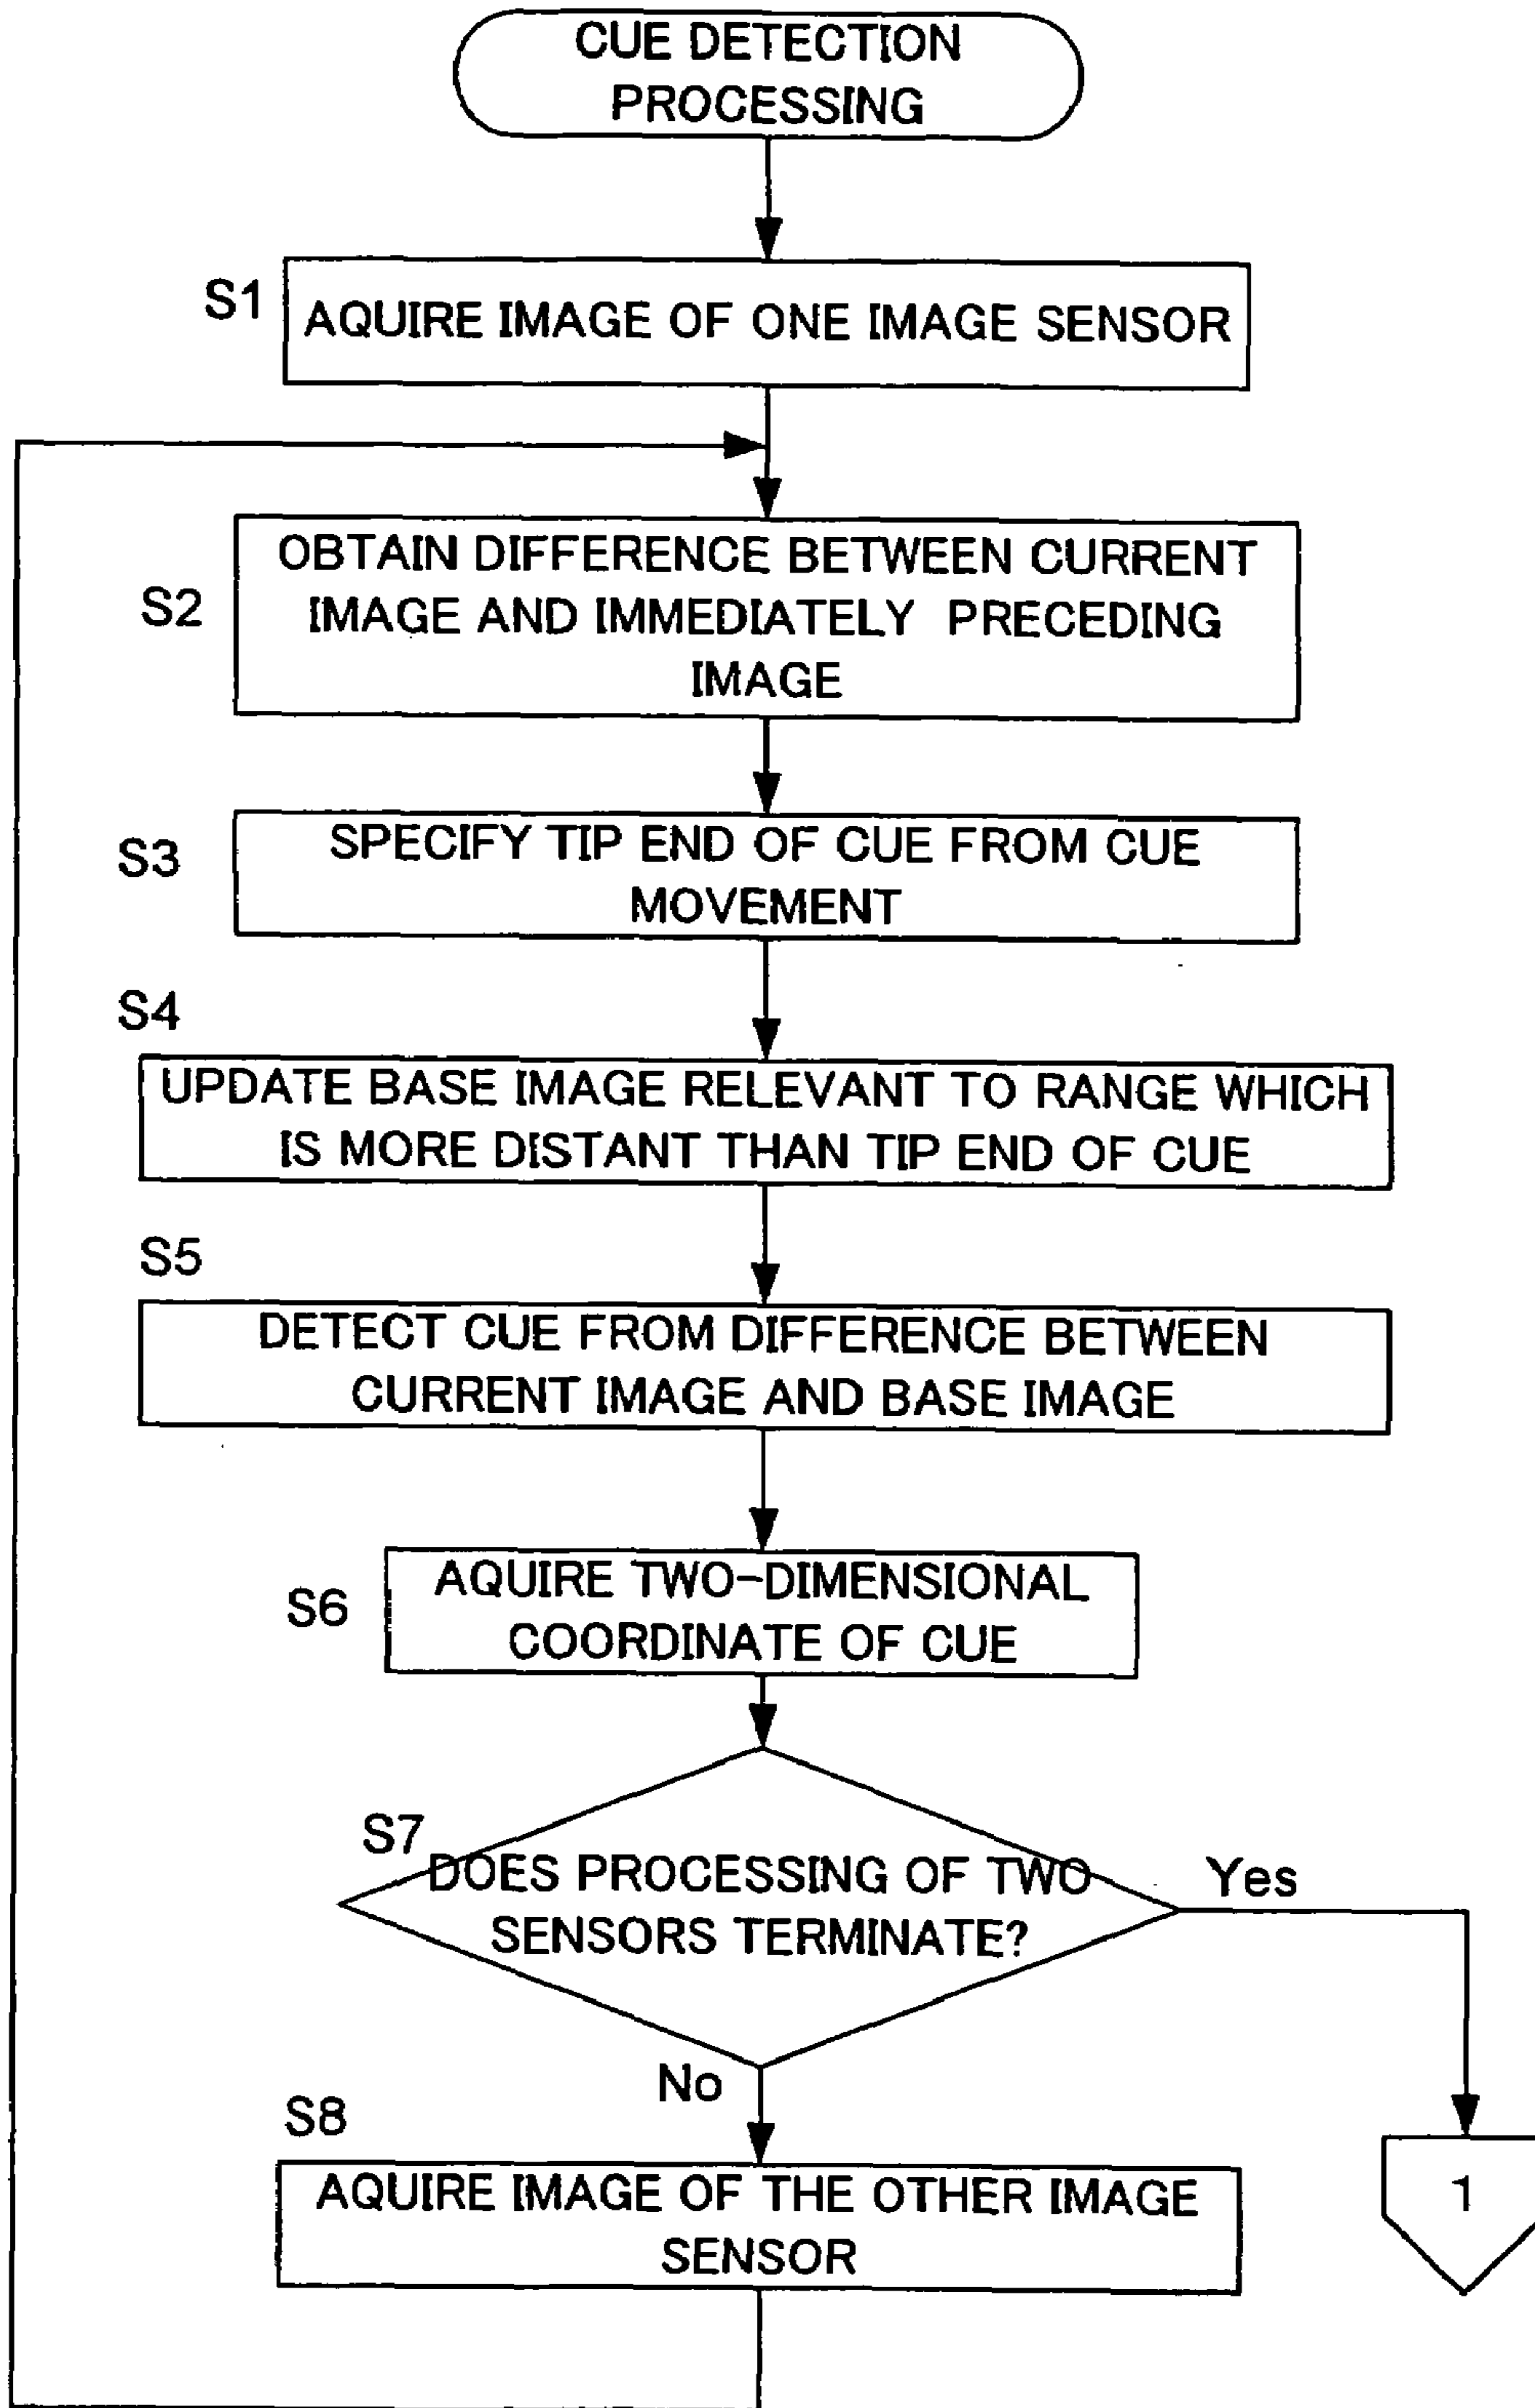 CUE DETECTION
PROCESSING
S1
AQUIRE IMAGE OF ONE IMAGE SENSOR
S2
OBTAIN DIFFERENCE BETWEEN CURRENT
IMAGE AND IMMEDIATELY PRECEDING
IMAGE
S3
SPECIFY TIP END OF CUE FROM CUE
MOVEMENT
S4
UPDATE BASE IMAGE RELEVANT TO RANGE WHICH
IS MORE DISTANT THAN TIP END OF CUE
S5
DETECT CUE FROM DIFFERENCE BETWEEN
CURRENT IMAGE AND BASE IMAGE
S6
AQUIRE TWO-DIMENSIONAL
COORDINATE OF CUE
S7
DOES PROCESSING OF TWO
SENSORS TERMINATE?
Yes
No
S8
AQUIRE IMAGE OF THE OTHER IMAGE
SENSOR
1